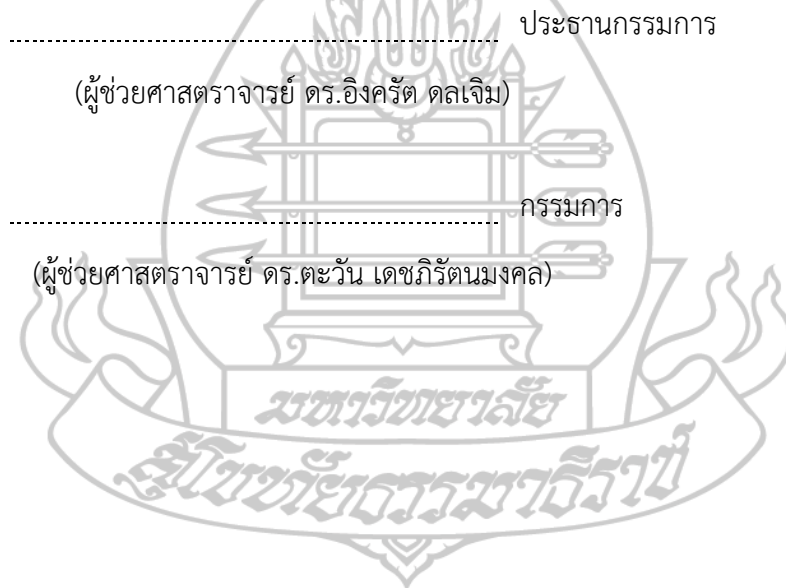 ................................................................ ประธานกรรมการ
(ผู้ช่วยศาสตราจารย์ ดร.อิงครัต ดลเจิม)
................................................................ กรรมการ
(ผู้ช่วยศาสตราจารย์ ดร.ตะวัน เดชภิรัตนมงคล)
มหาวิทยาลัย
สุโขทัยธรรมาธิราช